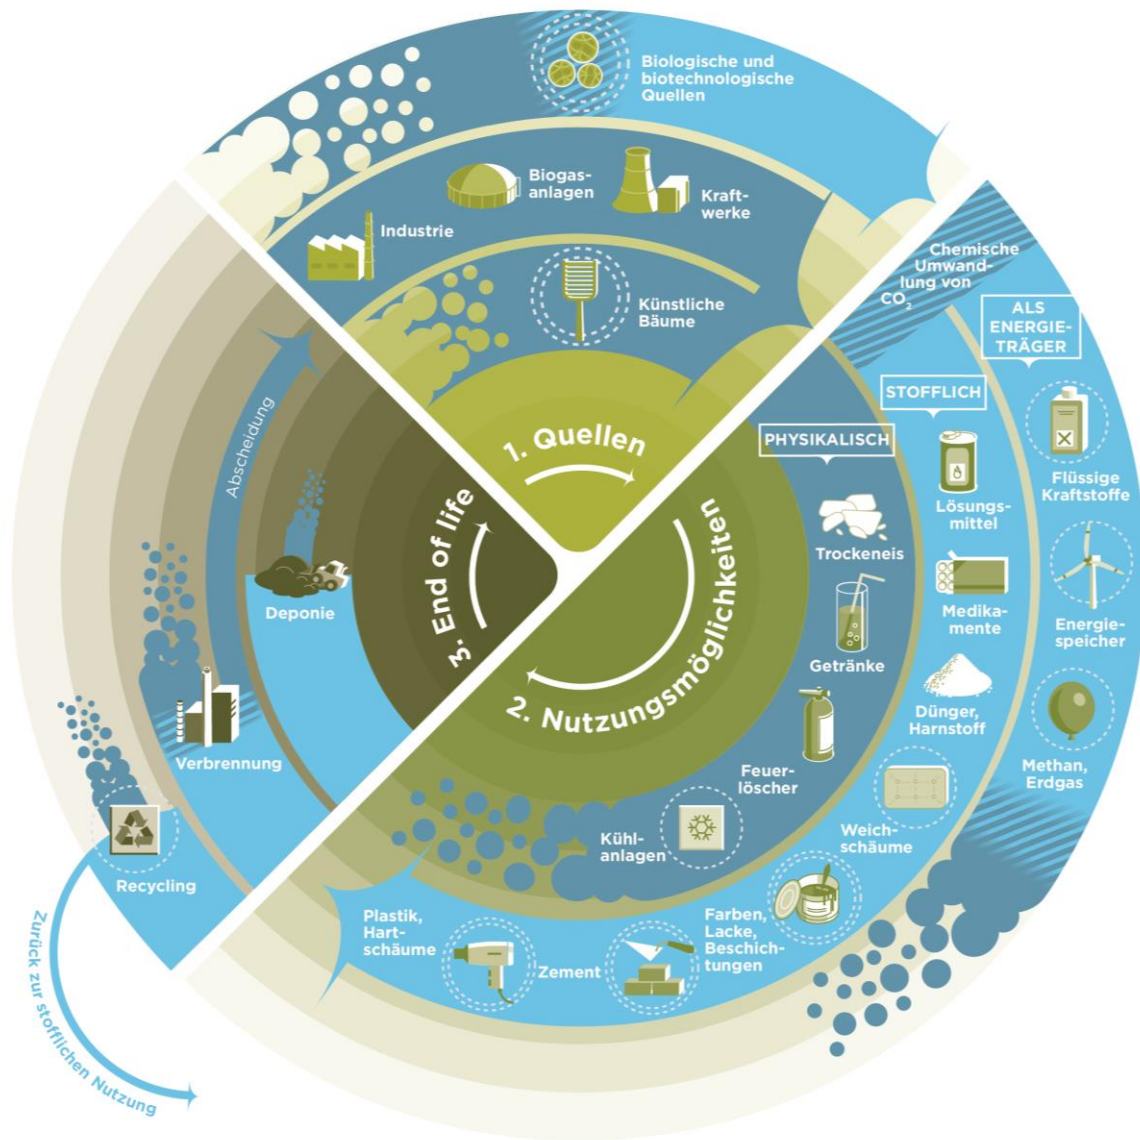 Biologische und
biotechnologische
Quellen
Biogas-
anlagen
Kraft-
werke
Industrie
Künstliche
Bäume
1. Quellen
Chemische
Umwand-
lung von
CO₂
ALS
ENERGIE-
TRÄGER
STOFFLICH
PHYSIKALISCH
Flüssige
Kraftstoffe
Lösungs-
mittel
Trockeneis
Energie-
speicher
Medika-
mente
Getränke
Dünger,
Harnstoff
Methan,
Erdgas
Feuer-
löscher
Weich-
schäume
Kühl-
anlagen
Farben,
Lacke,
Beschich-
tungen
Zement
Plastik,
Hart-
schäume
2. Nutzungsmöglichkeiten
3. End of life
Abscheidung
Deponie
Verbrennung
Recycling
Zurück zur stofflichen Nutzung